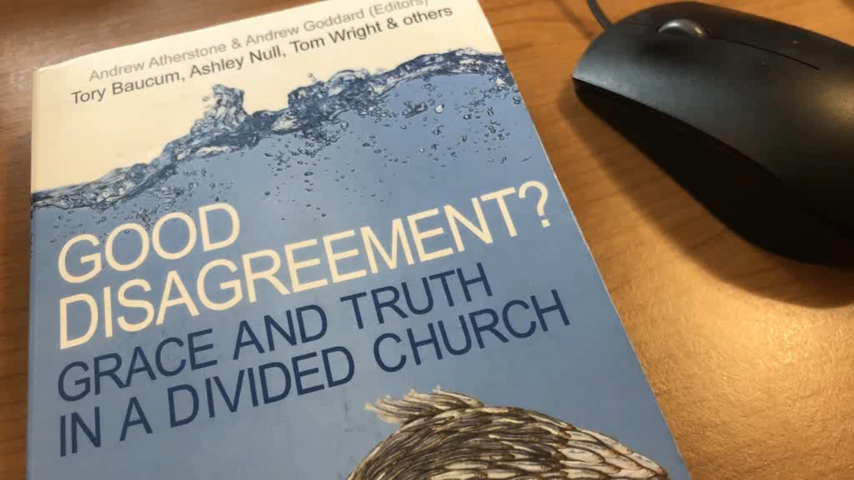 Andrew Atherstone & Andrew Goddard (Editors)
Tory Baucum, Ashley Null, Tom Wright & others
GOOD
DISAGREEMENT?
GRACE AND TRUTH
IN A DIVIDED CHURCH